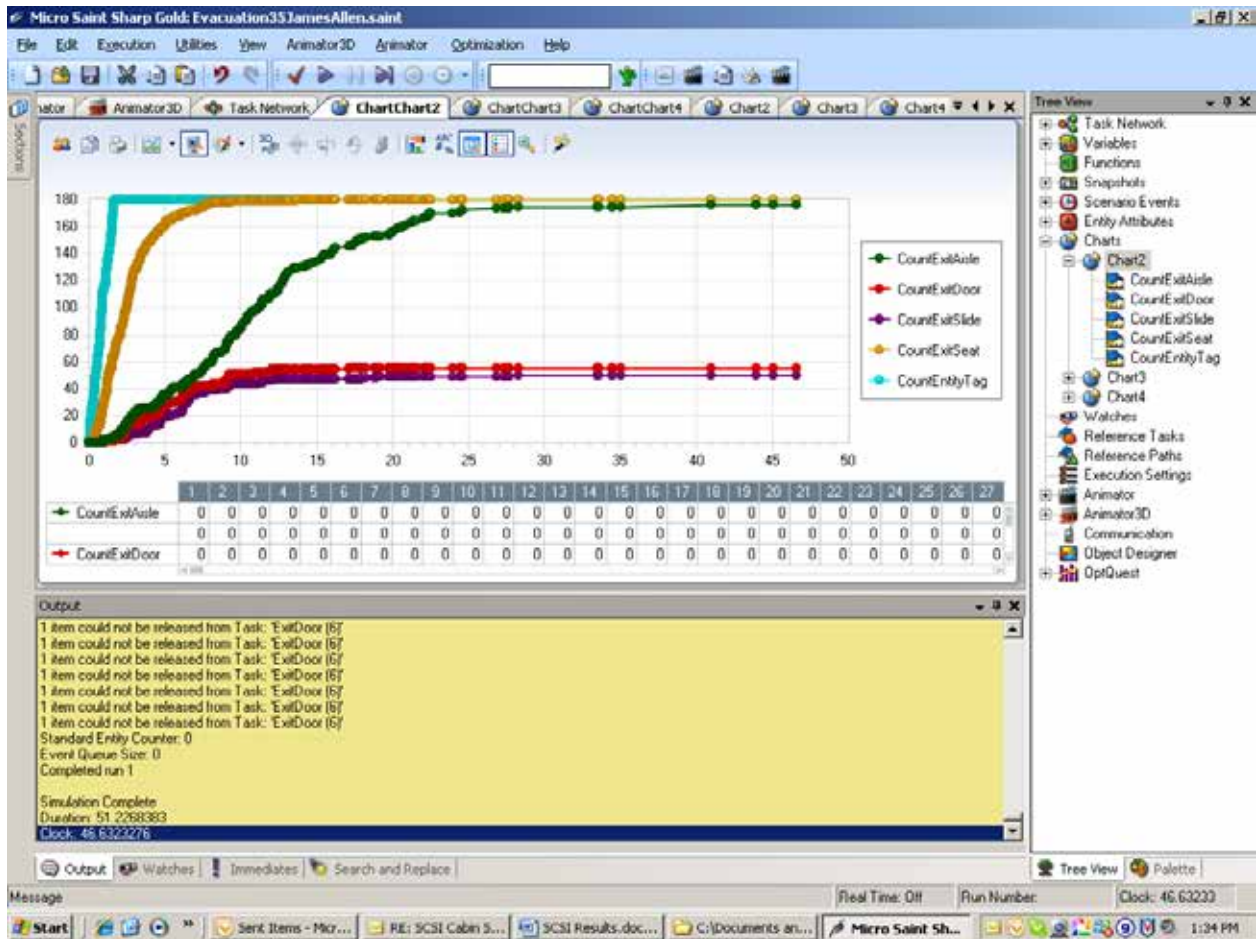 Micro Saint Sharp Gold: Evacuation35JamesAllen.saint
File Edit Execution Utilities View Animator3D Animator Optimization Help
nator Animator3D Task Network ChartChart2 ChartChart3 ChartChart4 Chart2 Chart3 Chart4
Sections
180
160
140
120
100
80
60
40
20
0
0 5 10 15 20 25 30 35 40 45 50
CountExitAisle
CountExitDoor
CountExitSlide
CountExitSeat
CountEntityTag
1 2 3 4 5 6 7 8 9 10 11 12 13 14 15 16 17 18 19 20 21 22 23 24 25 26 27
CountExitAisle 0 0 0 0 0 0 0 0 0 0 0 0 0 0 0 0 0 0 0 0 0 0 0 0 0 0 0
0 0 0 0 0 0 0 0 0 0 0 0 0 0 0 0 0 0 0 0 0 0 0 0 0 0 0
CountExitDoor 0 0 0 0 0 0 0 0 0 0 0 0 0 0 0 0 0 0 0 0 0 0 0 0 0 0 0
Tree View
Task Network
Variables
Functions
Snapshots
Scenario Events
Entity Attributes
Charts
Chart2
CountExitAisle
CountExitDoor
CountExitSlide
CountExitSeat
CountEntityTag
Chart3
Chart4
Watches
Reference Tasks
Reference Paths
Execution Settings
Animator
Animator3D
Communication
Object Designer
OptQuest
Output
1 item could not be released from Task: 'ExitDoor (6)'
1 item could not be released from Task: 'ExitDoor (6)'
1 item could not be released from Task: 'ExitDoor (6)'
1 item could not be released from Task: 'ExitDoor (6)'
1 item could not be released from Task: 'ExitDoor (6)'
1 item could not be released from Task: 'ExitDoor (6)'
1 item could not be released from Task: 'ExitDoor (6)'
Standard Entity Counter: 0
Event Queue Size: 0
Completed run 1
Simulation Complete
Duration: 51.2268383
Clock: 46.6323276
Output Watches Immediates Search and Replace
Tree View Palette
Message Real Time: Off Run Number: Clock: 46.63233
Start Sent Items - Micr... RE: SCSI Cabin S... SCSI Results.doc... C:\Documents an... Micro Saint Sh... 1:34 PM